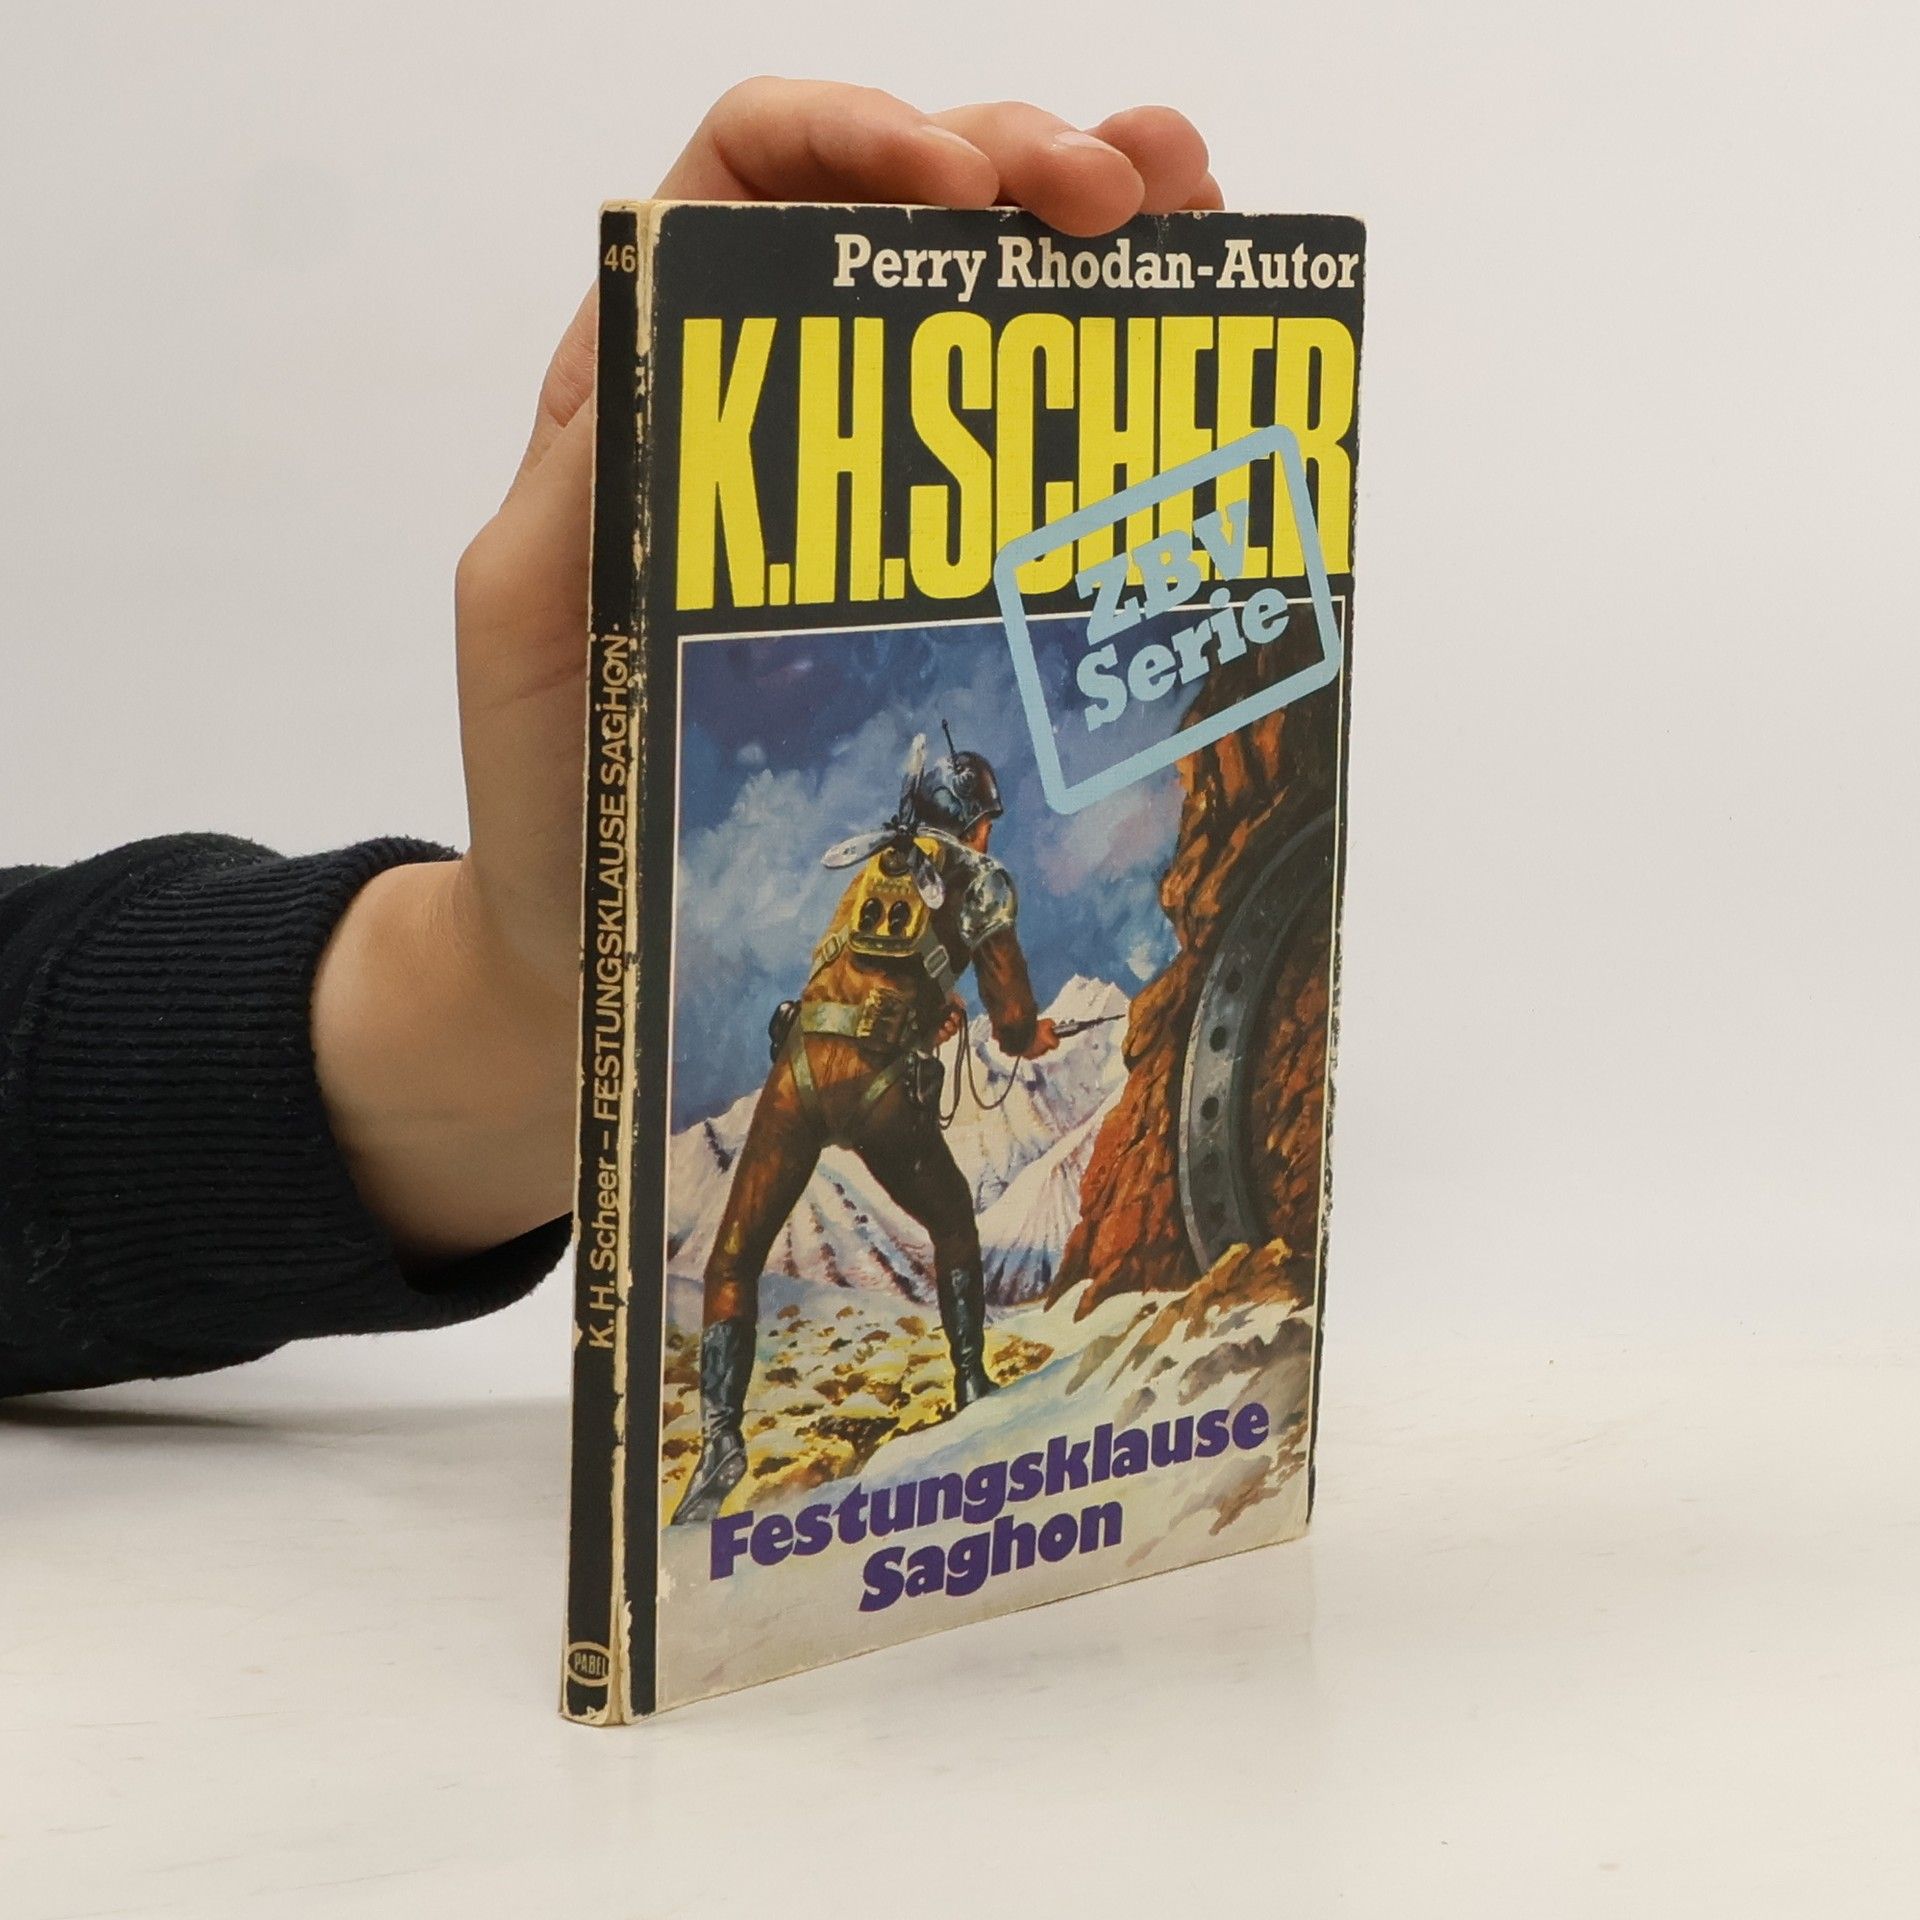 46
K. H. Scheer – FESTUNGSKLAUSE SAGHON
PABEL
Perry Rhodan-Autor
K.H.SCHEER
ZBV
Serie
Festungsklause
Saghon